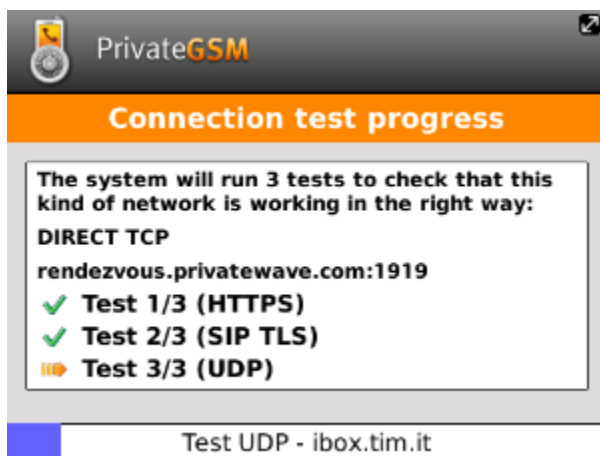 PrivateGSM
Connection test progress
The system will run 3 tests to check that this
kind of network is working in the right way:
DIRECT TCP
rendezvous.privatewave.com:1919
Test 1/3 (HTTPS)
Test 2/3 (SIP TLS)
Test 3/3 (UDP)
Test UDP - ibox.tim.it